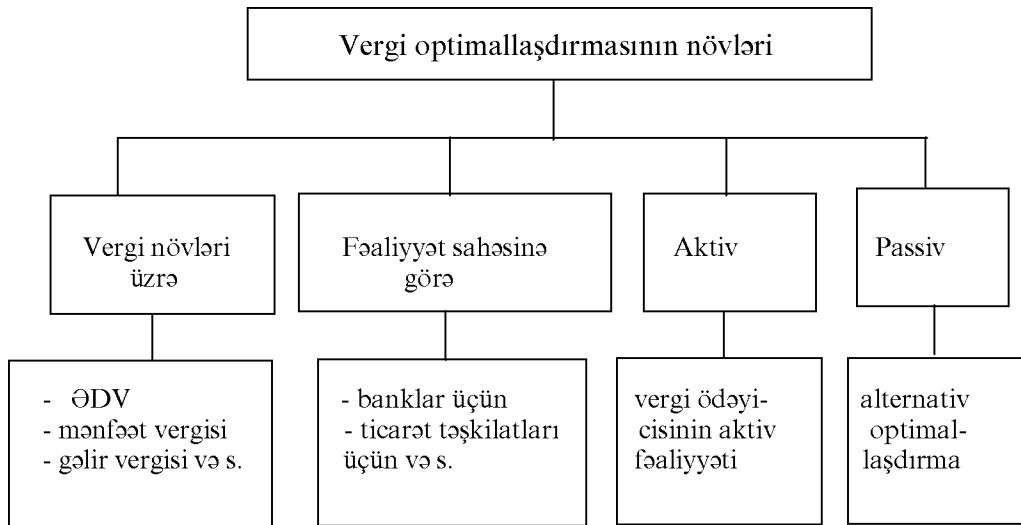 Vergi optimallaşdırmasının növləri
Vergi növləri
üzrə
Fəaliyyət sahəsinə
görə
Aktiv
Passiv
- ƏDV
- mənfəət vergisi
- gəlir vergisi və s.
- banklar üçün
- ticarət təşkilatları
üçün və s.
vergi ödəyi-
cisinin aktiv
fəaliyyəti
alternativ
optimal-
laşdırma